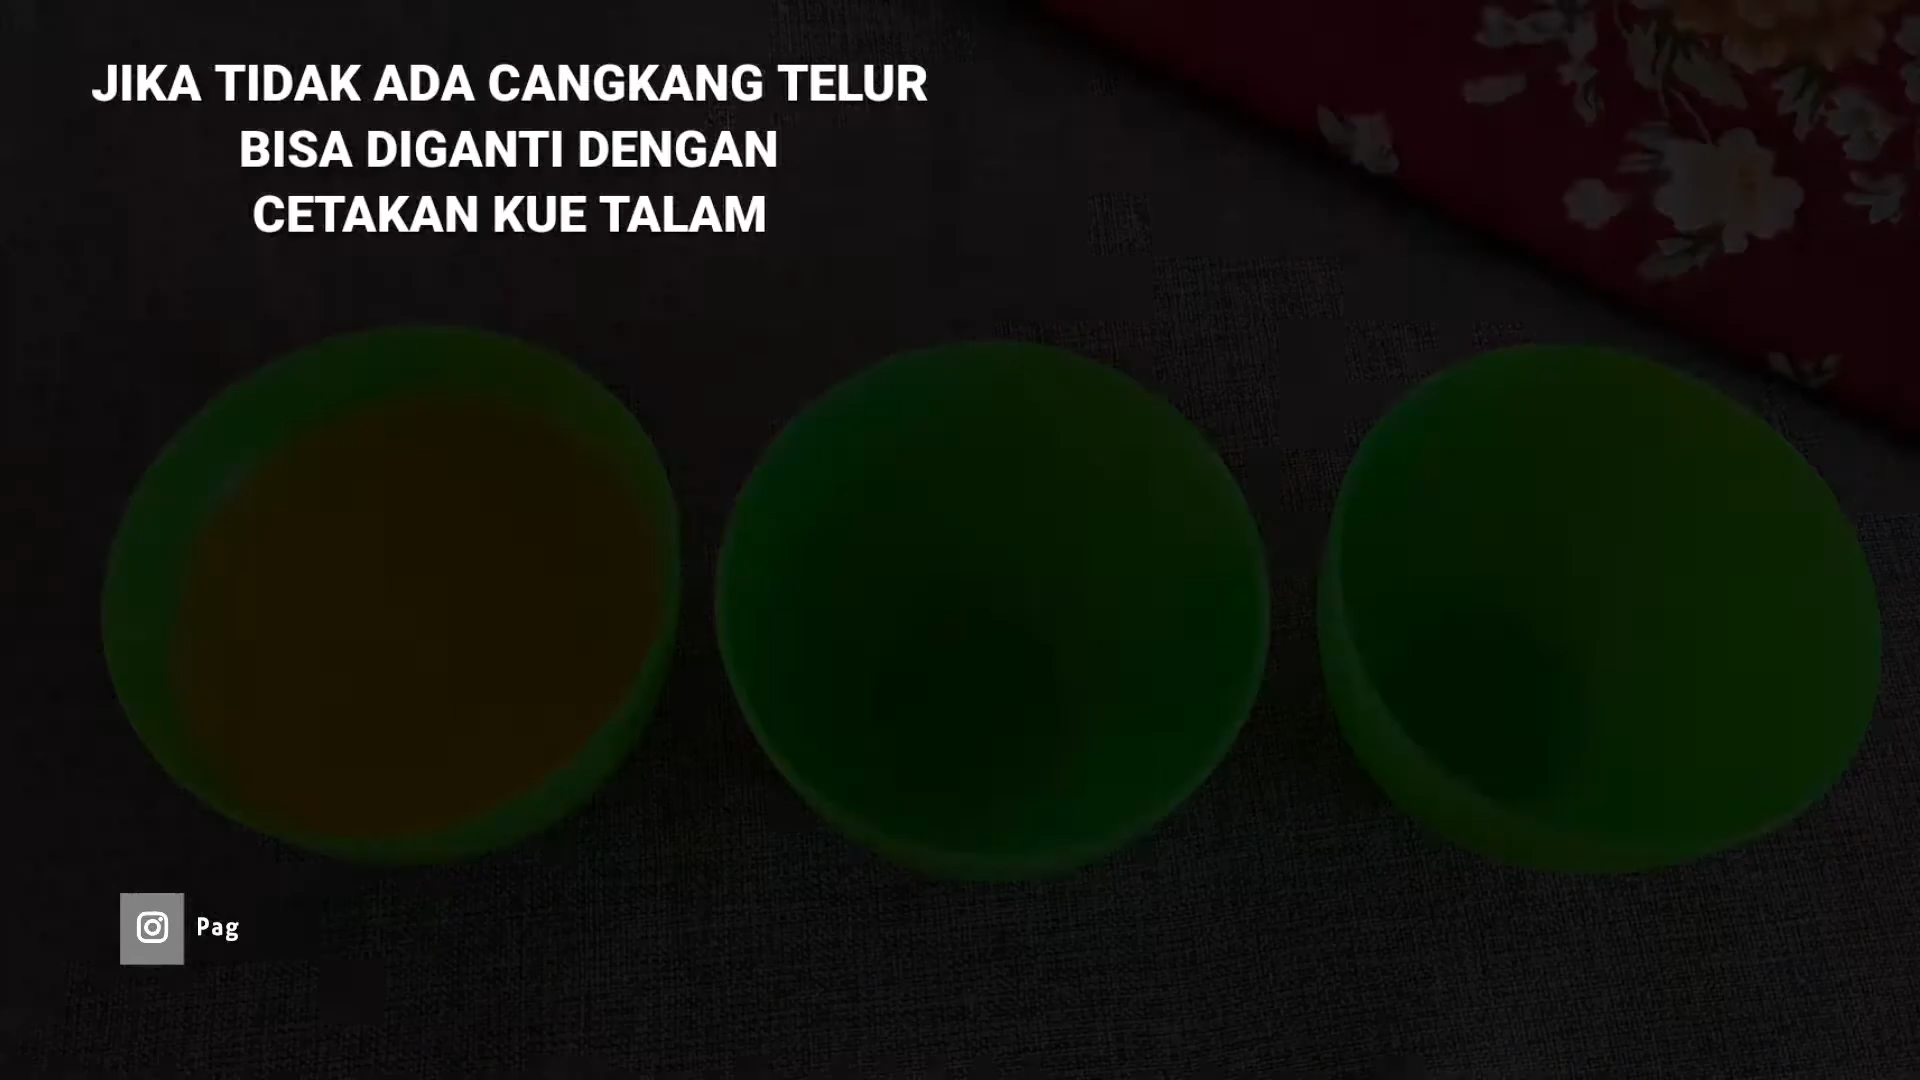 JIKA TIDAK ADA CANGKANG TELUR
BISA DIGANTI DENGAN
CETAKAN KUE TALAM
Pag